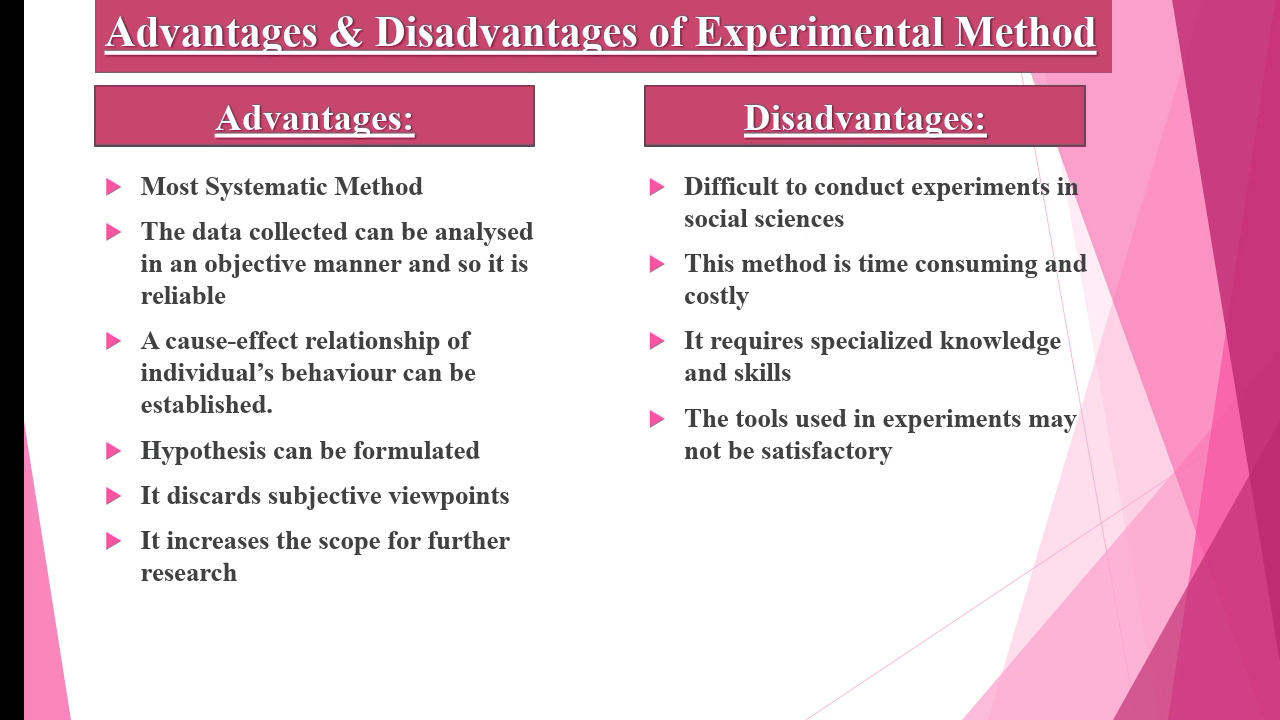 Advantages & Disadvantages of Experimental Method
Advantages:
Most Systematic Method
The data collected can be analysed
in an objective manner and so it is
reliable
A cause-effect relationship of
individual’s behaviour can be
established.
Hypothesis can be formulated
It discards subjective viewpoints
It increases the scope for further
research
Disadvantages:
Difficult to conduct experiments in
social sciences
This method is time consuming and
costly
It requires specialized knowledge
and skills
The tools used in experiments may
not be satisfactory